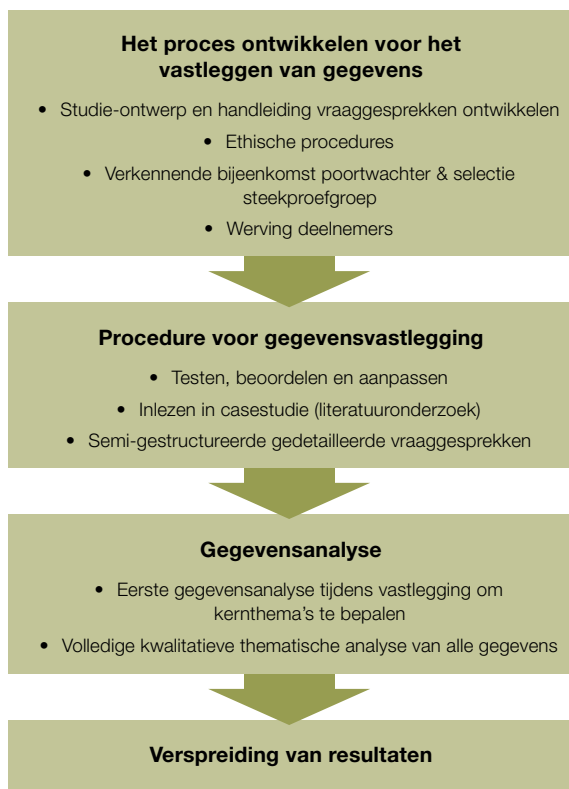 Het proces ontwikkelen voor het
vastleggen van gegevens
• Studie-ontwerp en handleiding vraaggesprekken ontwikkelen
• Ethische procedures
• Verkennende bijeenkomst poortwachter & selectie
steekproefgroep
• Werving deelnemers
Procedure voor gegevensvastlegging
• Testen, beoordelen en aanpassen
• Inlezen in casestudie (literatuuronderzoek)
• Semi-gestructureerde gedetailleerde vraaggesprekken
Gegevensanalyse
• Eerste gegevensanalyse tijdens vastlegging om
kernthema's te bepalen
• Volledige kwalitatieve thematische analyse van alle gegevens
Verspreiding van resultaten